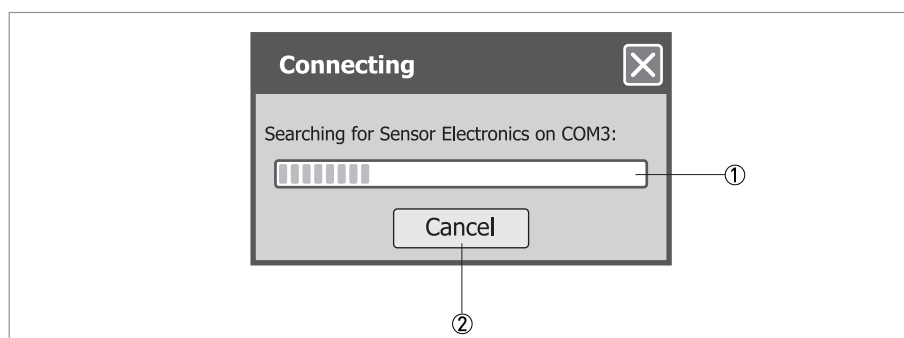 Connecting
Searching for Sensor Electronics on COM3:
①
Cancel
②